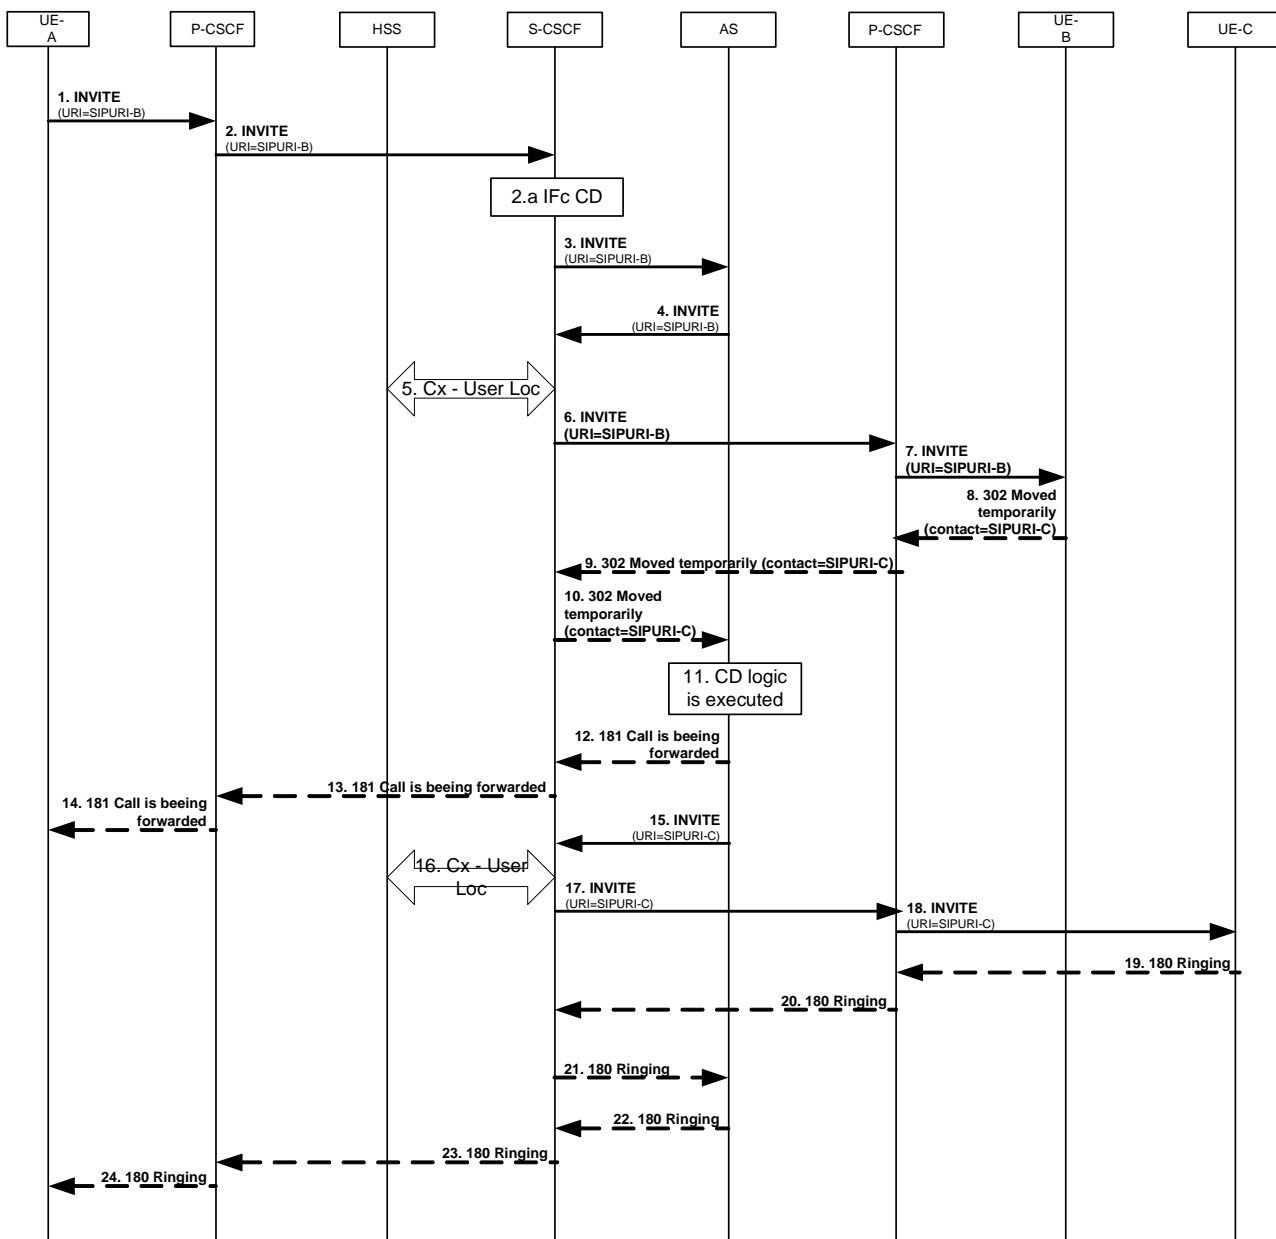 UE-
A
P-CSCF
HSS
S-CSCF
AS
P-CSCF
UE-
B
UE-C
1. INVITE
(URI=SIPURI-B)
2. INVITE
(URI=SIPURI-B)
2.a IFc CD
3. INVITE
(URI=SIPURI-B)
4. INVITE
(URI=SIPURI-B)
5. Cx - User Loc
6. INVITE
(URI=SIPURI-B)
7. INVITE
(URI=SIPURI-B)
8. 302 Moved
temporarily
(contact=SIPURI-C)
9. 302 Moved temporarily (contact=SIPURI-C)
10. 302 Moved
temporarily
(contact=SIPURI-C)
11. CD logic
is executed
12. 181 Call is beeing
forwarded
13. 181 Call is beeing forwarded
14. 181 Call is beeing
forwarded
15. INVITE
(URI=SIPURI-C)
16. Cx - User
Loc
17. INVITE
(URI=SIPURI-C)
18. INVITE
(URI=SIPURI-C)
19. 180 Ringing
20. 180 Ringing
21. 180 Ringing
22. 180 Ringing
23. 180 Ringing
24. 180 Ringing